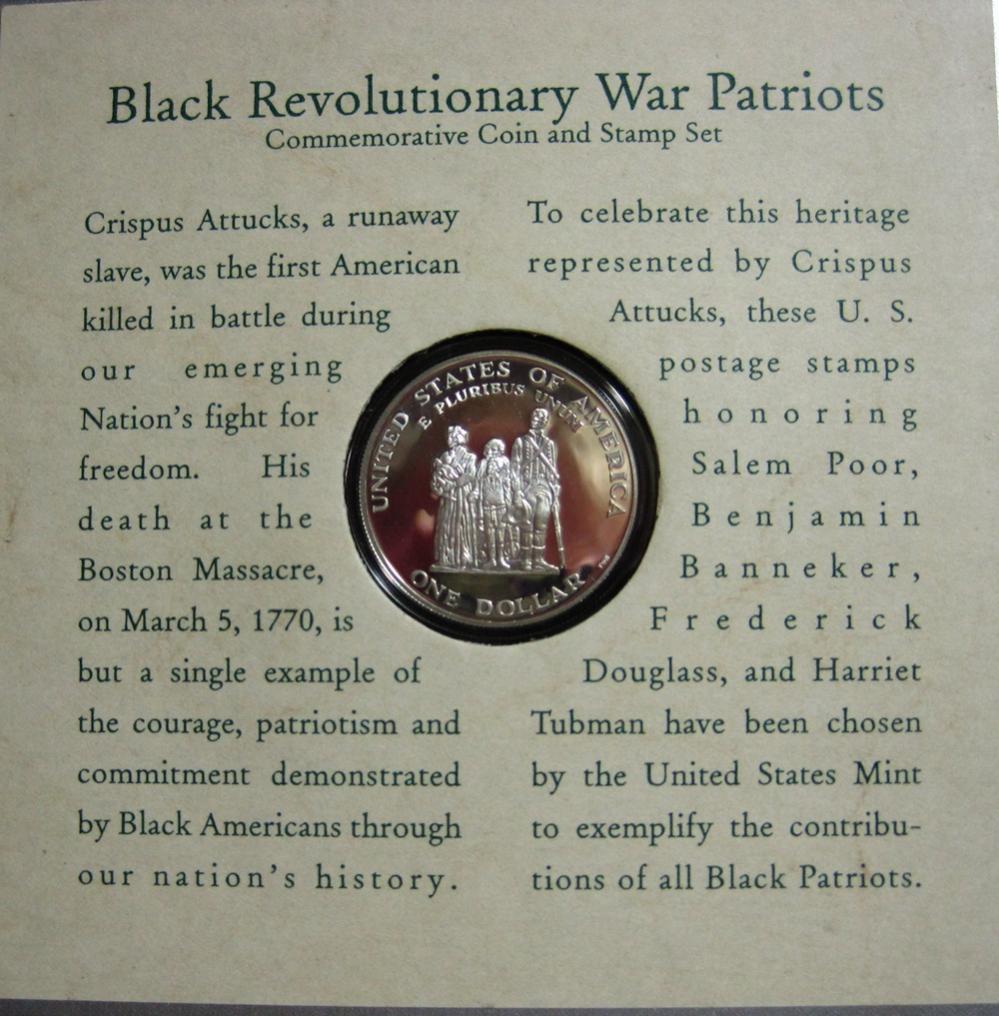 Black Revolutionary War Patriots
Commemorative Coin and Stamp Set
Crispus Attucks, a runaway
slave, was the first American
killed in battle during
our emerging
Nation's fight for
freedom. His
death at the
Boston Massacre,
on March 5, 1770, is
but a single example of
the courage, patriotism and
commitment demonstrated
by Black Americans through
our nation's history.
UNITED STATES OF AMERICA
E PLURIBUS UNUM
ONE DOLLAR
To celebrate this heritage
represented by Crispus
Attucks, these U. S.
postage stamps
honoring
Salem Poor,
Benjamin
Banneker,
Frederick
Douglass, and Harriet
Tubman have been chosen
by the United States Mint
to exemplify the contribu-
tions of all Black Patriots.